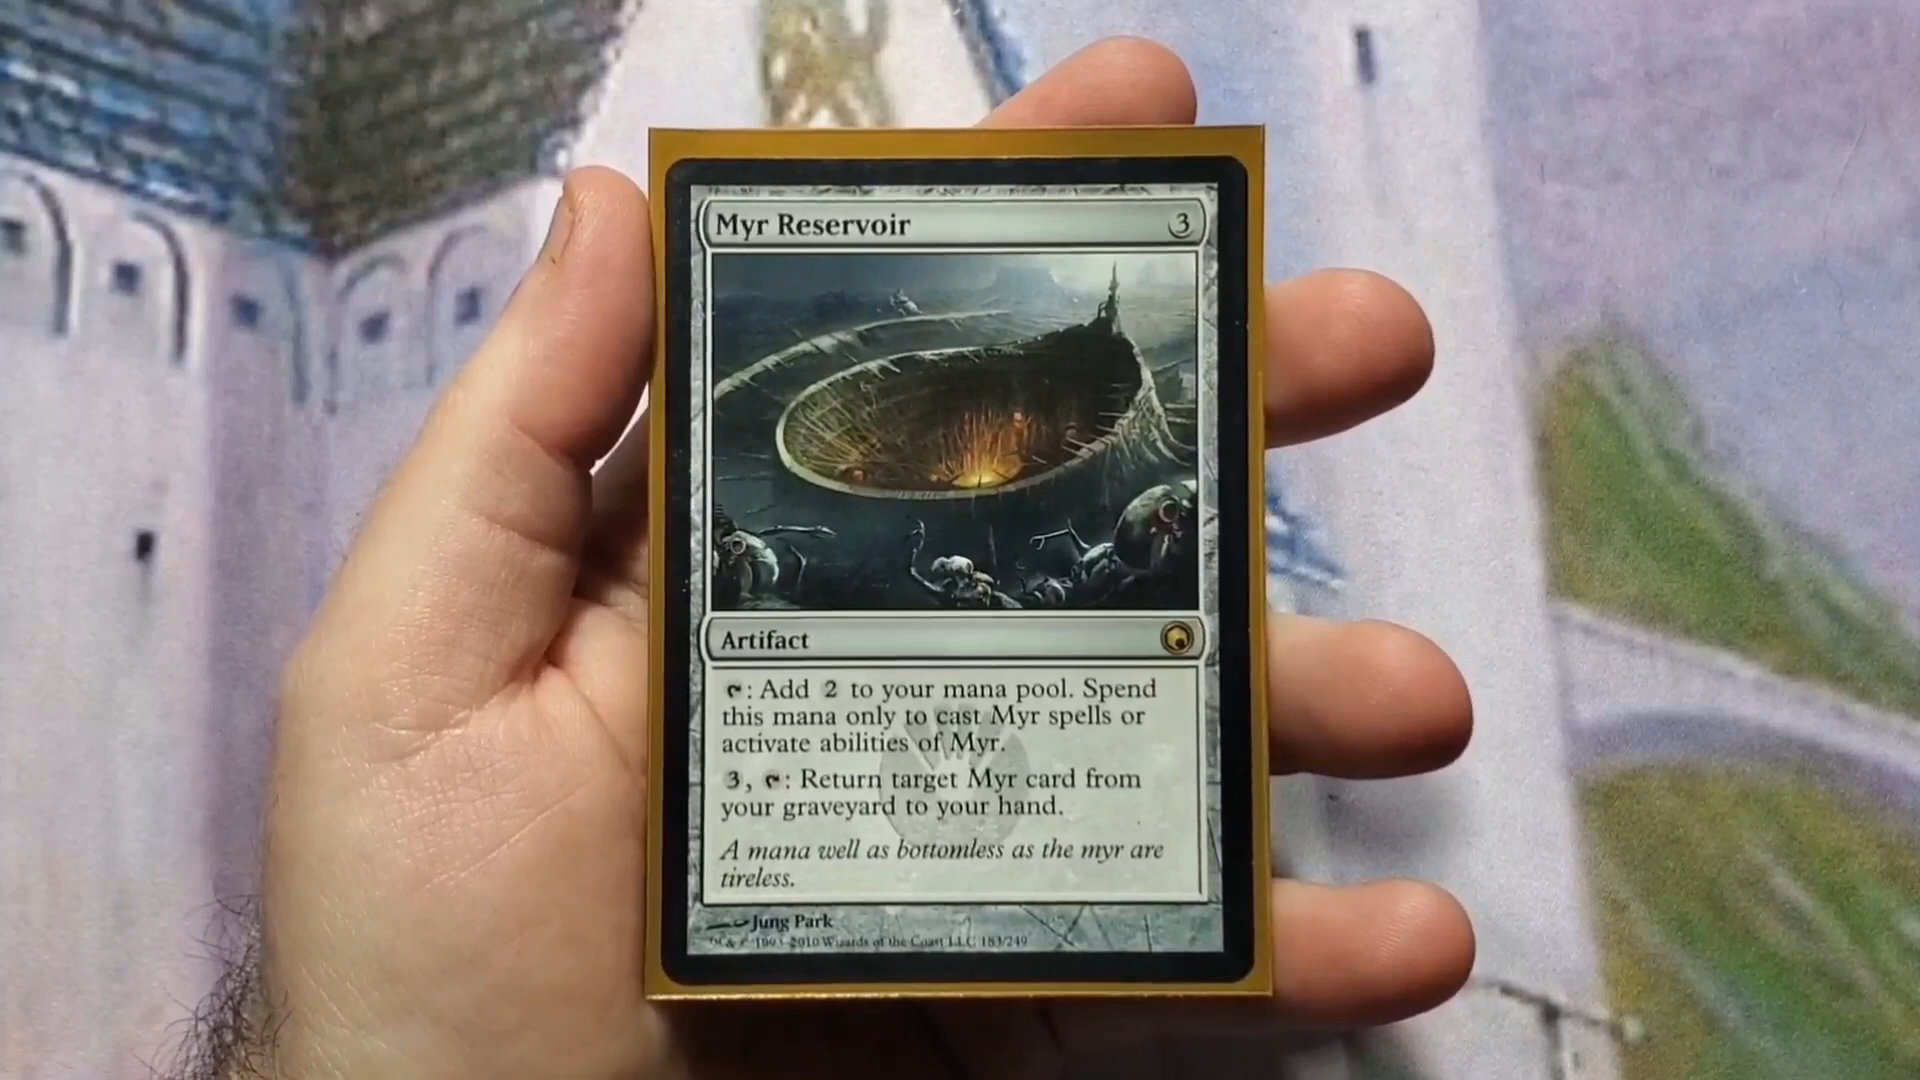 Myr Reservoir 3
Artifact
: Add 2 to your mana pool. Spend
this mana only to cast Myr spells or
activate abilities of Myr.
3, : Return target Myr card from
your graveyard to your hand.
A mana well as bottomless as the myr are
tireless.
Jung Park
1993-2010 Wizards of the Coast LLC 183/249